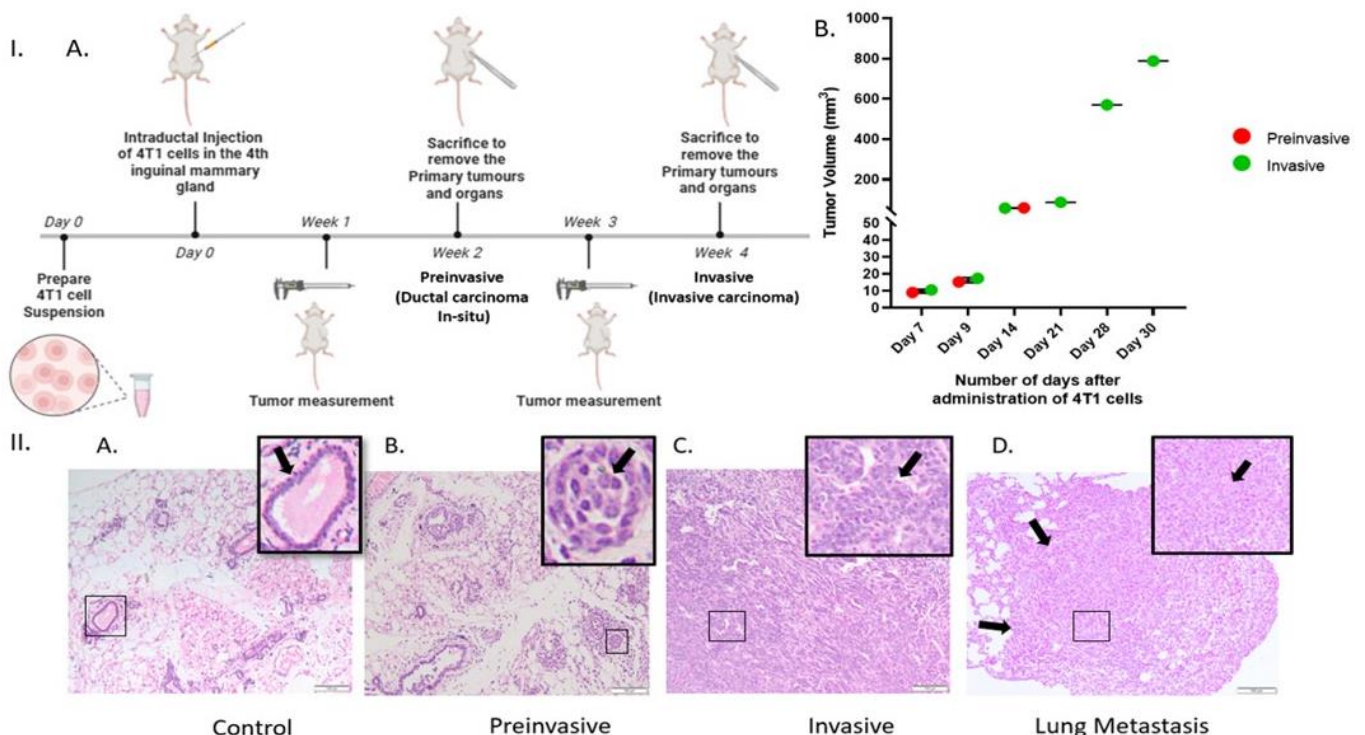 I.
A.
Intraductal Injection
of 4T1 cells in the 4th
inguinal mammary
gland
Sacrifice to
remove the
Primary tumours
and organs
Sacrifice to
remove the
Primary tumours
and organs
Day 0
Week 1
Week 3
Day 0
Week 2
Week 4
Prepare
4T1 cell
Suspension
Preinvasive
(Ductal carcinoma
In-situ)
Invasive
(Invasive carcinoma)
Tumor measurement
Tumor measurement
B.
Tumor Volume (mm³)
1000
800
600
400
200
50
40
30
20
10
0
Day 7
Day 9
Day 14
Day 21
Day 28
Day 30
Number of days after
administration of 4T1 cells
Preinvasive
Invasive
II.
A.
B.
C.
D.
Control
Preinvasive
Invasive
Lung Metastasis